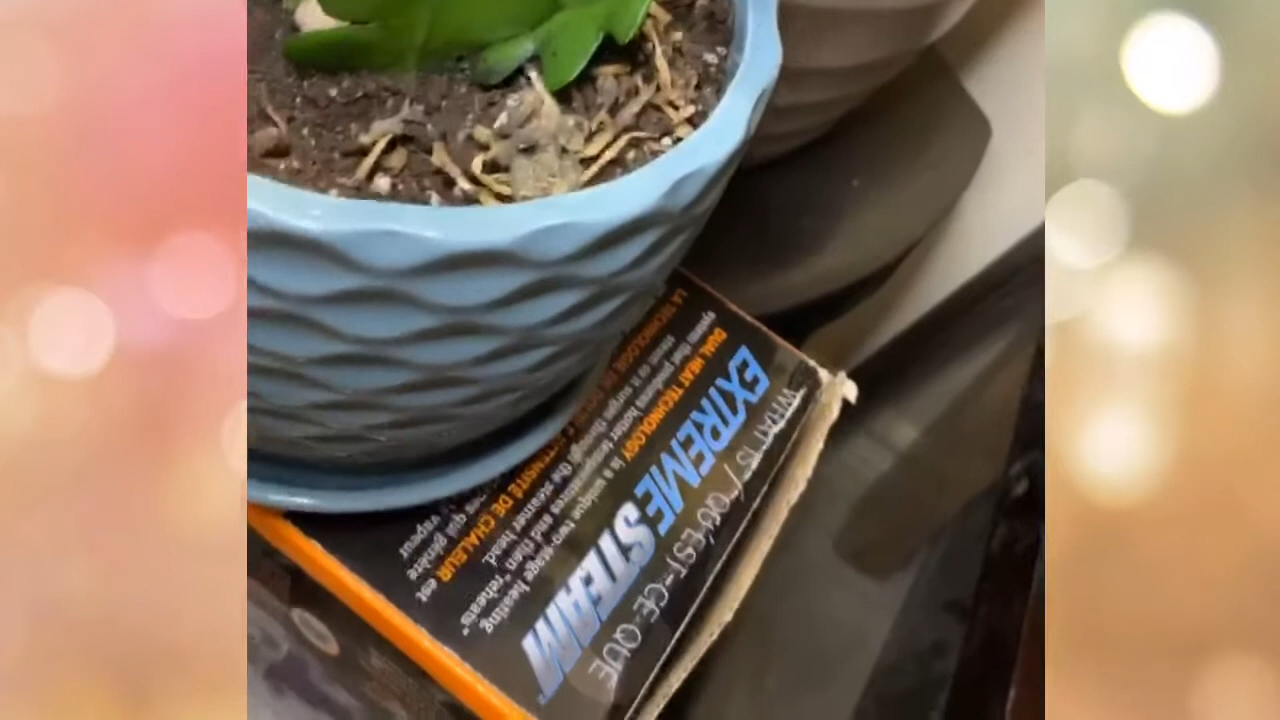 WHAT IS / QU'EST-CE QUE
EXTREME STEAM™
DUAL HEAT TECHNOLOGY is a unique two-stage heating
system that produces hotter temperatures and then "reheats"
steam as it surges through the steamer head.
LA TECHNOLOGIE DE INTENSITÉ DE CHALEUR est
qui génère
vapeur